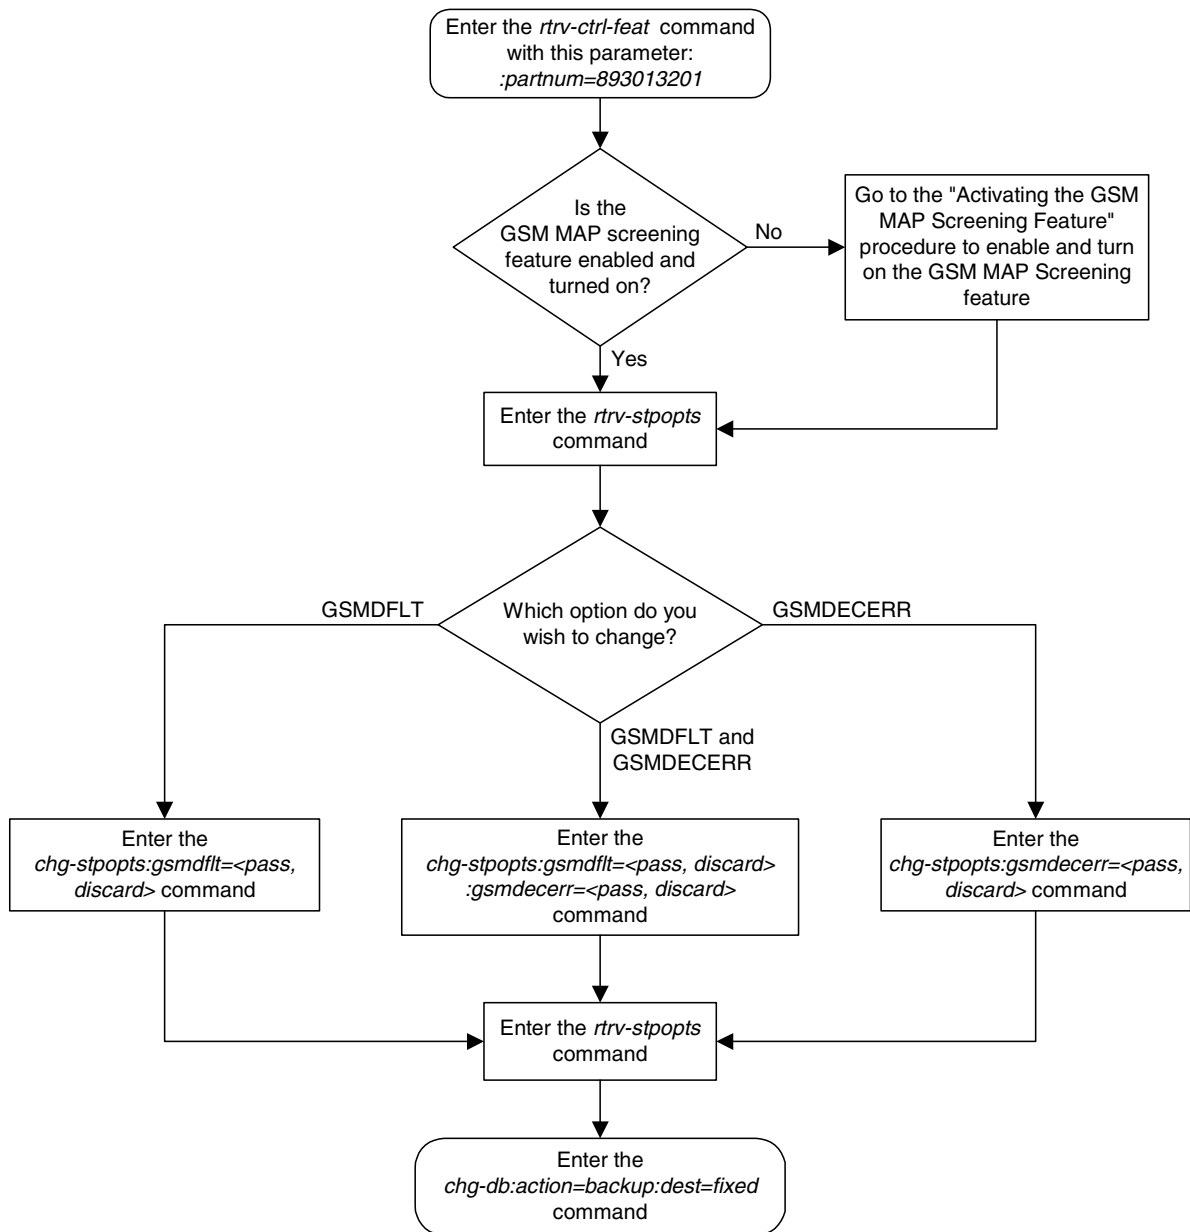 Enter the rtrv-ctrl-feat command
with this parameter:
:partnum=893013201
Is the
GSM MAP screening
feature enabled and
turned on?
No
Go to the "Activating the GSM
MAP Screening Feature"
procedure to enable and turn
on the GSM MAP Screening
feature
Yes
Enter the rtrv-stpopts
command
Which option do you
wish to change?
GSMDFLT
GSMDECERR
GSMDFLT and
GSMDECERR
Enter the
chg-stpopts:gsmdflt=<pass,
discard> command
Enter the
chg-stpopts:gsmdflt=<pass, discard>
:gsmdecerr=<pass, discard>
command
Enter the
chg-stpopts:gsmdecerr=<pass,
discard> command
Enter the rtrv-stpopts
command
Enter the
chg-db:action=backup:dest=fixed
command